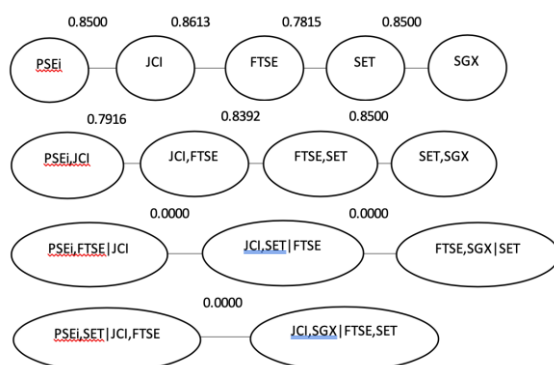 0.8500 0.8613 0.7815 0.8500
PSEi JCI FTSE SET SGX
0.7916 0.8392 0.8500
PSEi,JCI JCI,FTSE FTSE,SET SET,SGX
0.0000 0.0000
PSEi,FTSE|JCI JCI,SET|FTSE FTSE,SGX|SET
0.0000
PSEi,SET|JCI,FTSE JCI,SGX|FTSE,SET